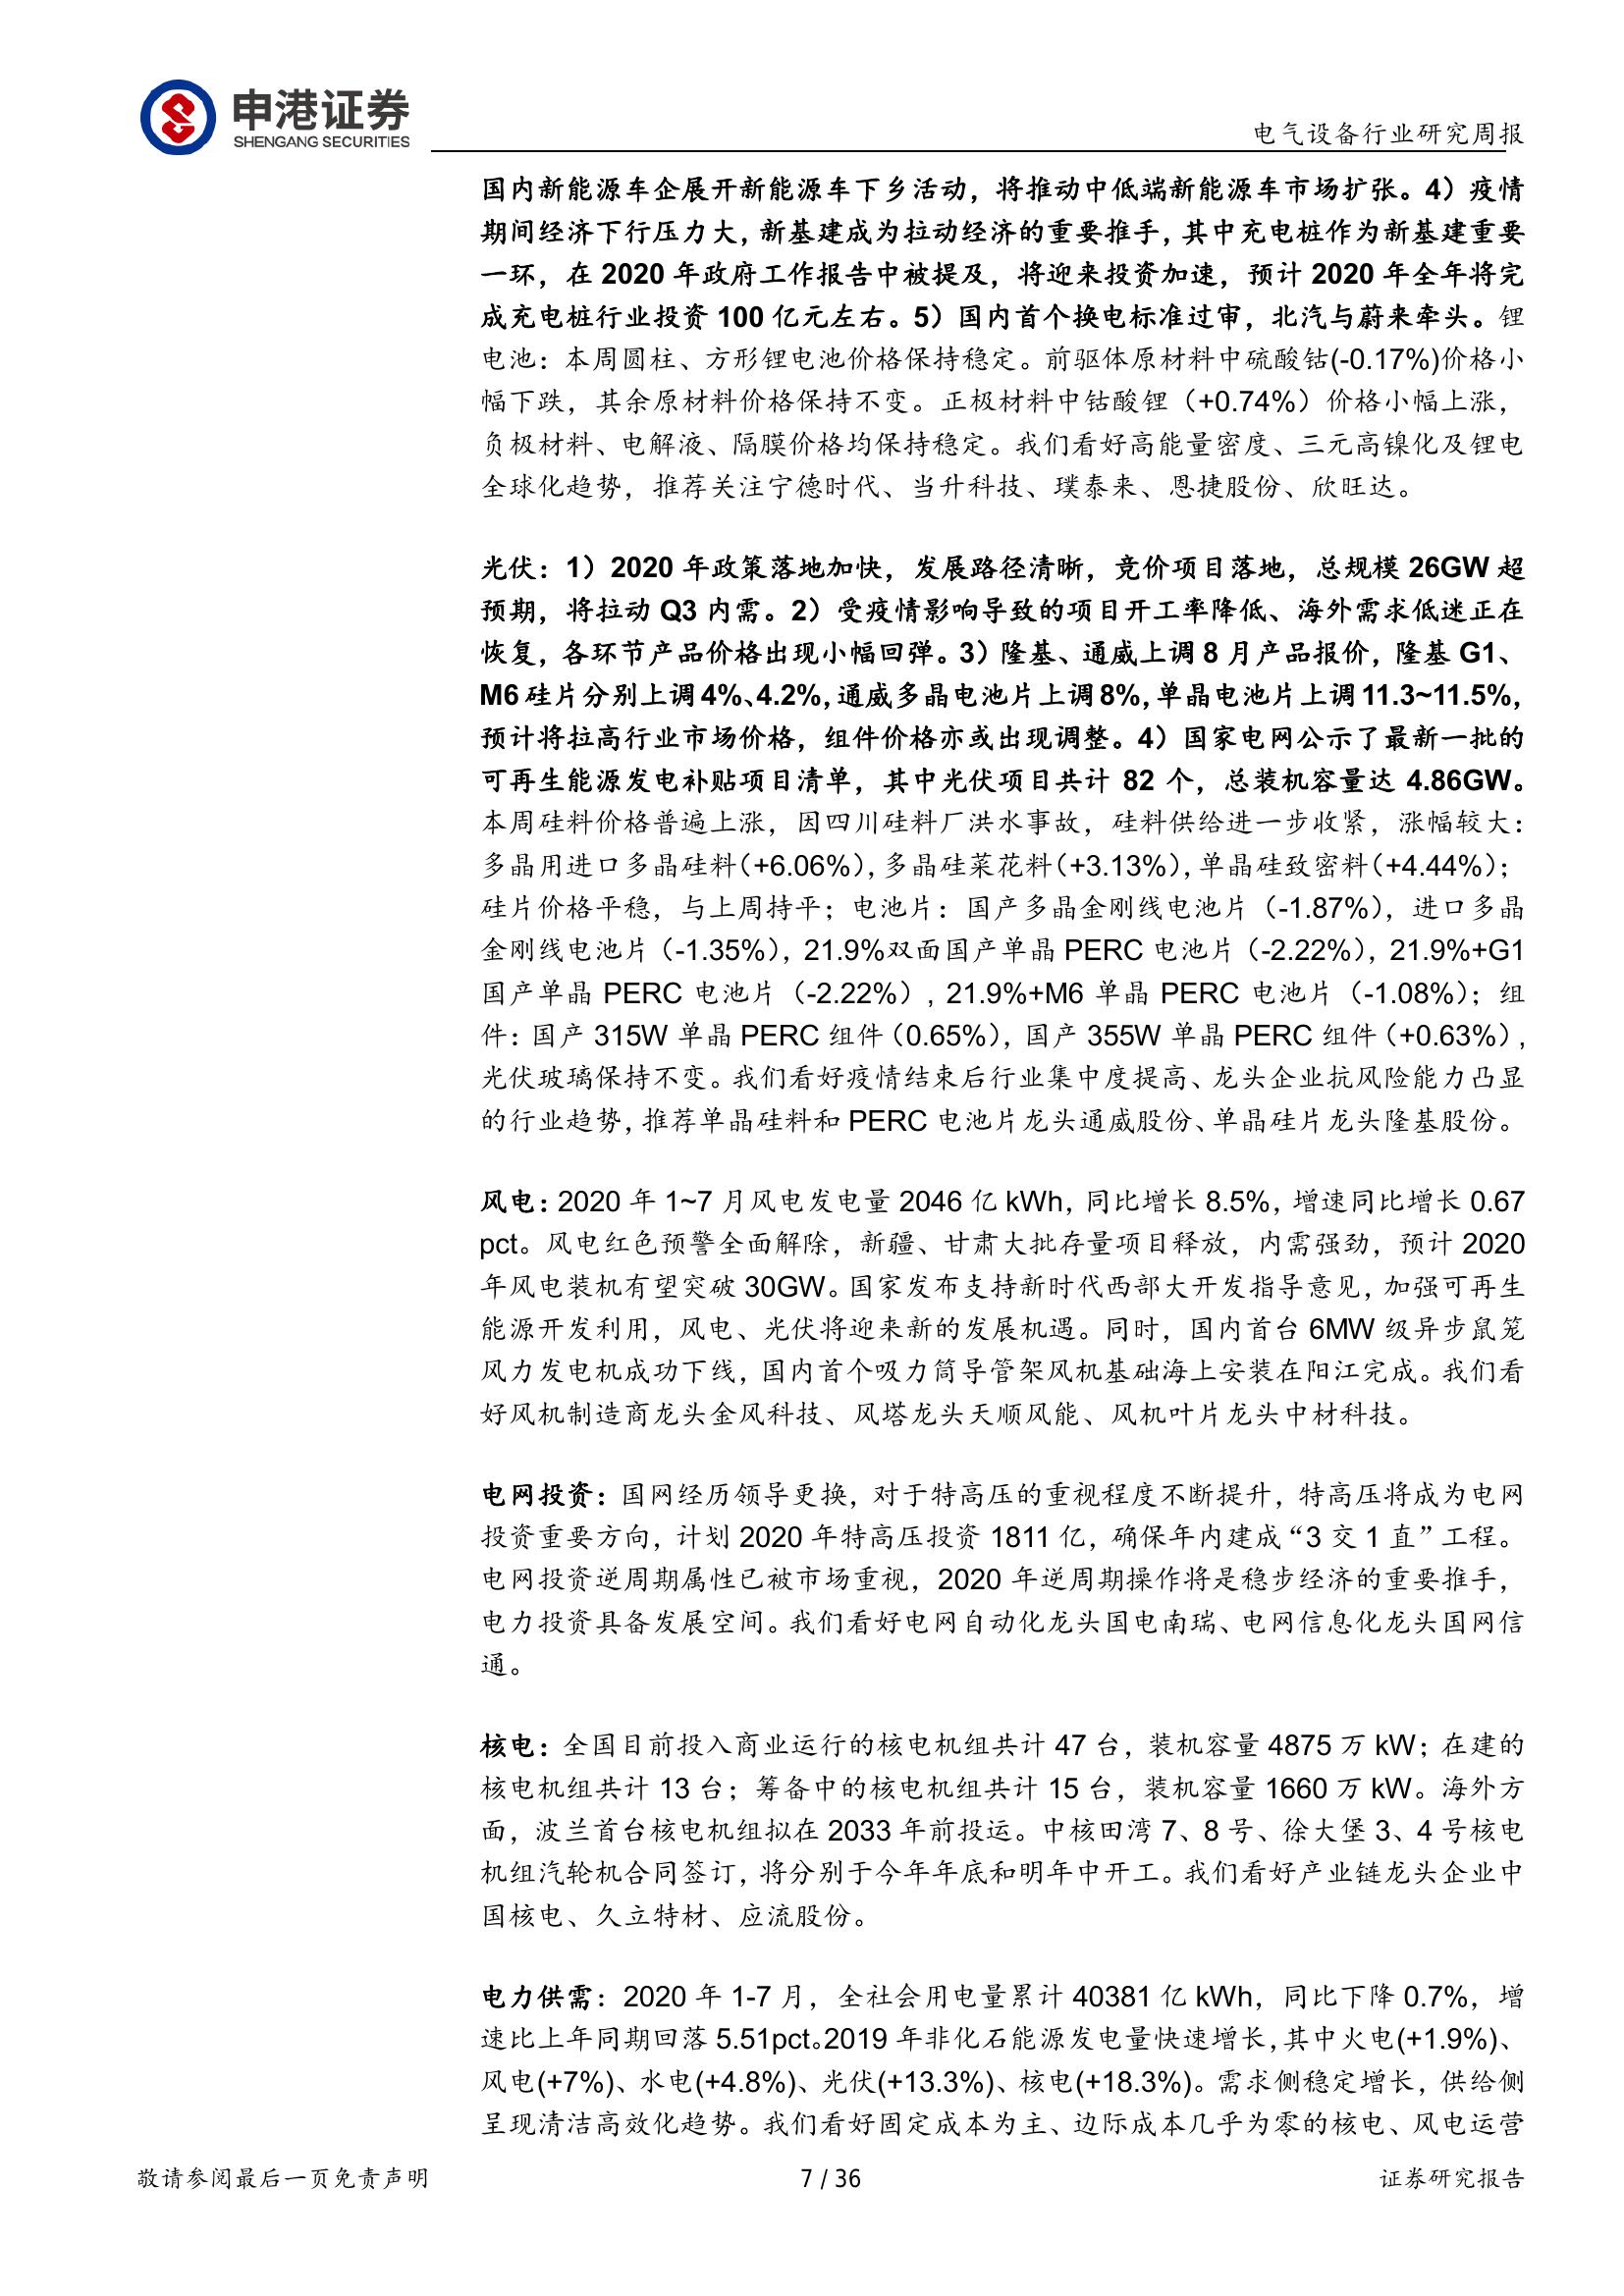 申港证券
SHENGANG SECURITIES
电气设备行业研究周报
国内新能源车企展开新能源车下乡活动，将推动中低端新能源车市场扩张。4）疫情
期间经济下行压力大，新基建成为拉动经济的重要推手，其中充电桩作为新基建重要
一环，在 2020 年政府工作报告中被提及，将迎来投资加速，预计 2020 年全年将完
成充电桩行业投资 100 亿元左右。5）国内首个换电标准过审，北汽与蔚来牵头。锂
电池：本周圆柱、方形锂电池价格保持稳定。前驱体原材料中硫酸钴(-0.17%)价格小
幅下跌，其余原材料价格保持不变。正极材料中钴酸锂（+0.74%）价格小幅上涨，
负极材料、电解液、隔膜价格均保持稳定。我们看好高能量密度、三元高镍化及锂电
全球化趋势，推荐关注宁德时代、当升科技、璞泰来、恩捷股份、欣旺达。
光伏：1）2020 年政策落地加快，发展路径清晰，竞价项目落地，总规模 26GW 超
预期，将拉动 Q3 内需。2）受疫情影响导致的项目开工率降低、海外需求低迷正在
恢复，各环节产品价格出现小幅回弹。3）隆基、通威上调 8 月产品报价，隆基 G1、
M6 硅片分别上调 4%、4.2%，通威多晶电池片上调 8%，单晶电池片上调 11.3~11.5%，
预计将拉高行业市场价格，组件价格亦或出现调整。4）国家电网公示了最新一批的
可再生能源发电补贴项目清单，其中光伏项目共计 82 个，总装机容量达 4.86GW。
本周硅料价格普遍上涨，因四川硅料厂洪水事故，硅料供给进一步收紧，涨幅较大：
多晶用进口多晶硅料（+6.06%），多晶硅菜花料（+3.13%），单晶硅致密料（+4.44%）；
硅片价格平稳，与上周持平；电池片：国产多晶金刚线电池片（-1.87%），进口多晶
金刚线电池片（-1.35%），21.9%双面国产单晶 PERC 电池片（-2.22%），21.9%+G1
国产单晶 PERC 电池片（-2.22%）, 21.9%+M6 单晶 PERC 电池片（-1.08%）；组
件：国产 315W 单晶 PERC 组件（0.65%），国产 355W 单晶 PERC 组件（+0.63%），
光伏玻璃保持不变。我们看好疫情结束后行业集中度提高、龙头企业抗风险能力凸显
的行业趋势，推荐单晶硅料和 PERC 电池片龙头通威股份、单晶硅片龙头隆基股份。
风电：2020 年 1~7 月风电发电量 2046 亿 kWh，同比增长 8.5%，增速同比增长 0.67
pct。风电红色预警全面解除，新疆、甘肃大批存量项目释放，内需强劲，预计 2020
年风电装机有望突破 30GW。国家发布支持新时代西部大开发指导意见，加强可再生
能源开发利用，风电、光伏将迎来新的发展机遇。同时，国内首台 6MW 级异步鼠笼
风力发电机成功下线，国内首个吸力筒导管架风机基础海上安装在阳江完成。我们看
好风机制造商龙头金风科技、风塔龙头天顺风能、风机叶片龙头中材科技。
电网投资：国网经历领导更换，对于特高压的重视程度不断提升，特高压将成为电网
投资重要方向，计划 2020 年特高压投资 1811 亿，确保年内建成“3 交 1 直”工程。
电网投资逆周期属性已被市场重视，2020 年逆周期操作将是稳步经济的重要推手，
电力投资具备发展空间。我们看好电网自动化龙头国电南瑞、电网信息化龙头国网信
通。
核电：全国目前投入商业运行的核电机组共计 47 台，装机容量 4875 万 kW；在建的
核电机组共计 13 台；筹备中的核电机组共计 15 台，装机容量 1660 万 kW。海外方
面，波兰首台核电机组拟在 2033 年前投运。中核田湾 7、8 号、徐大堡 3、4 号核电
机组汽轮机合同签订，将分别于今年年底和明年中开工。我们看好产业链龙头企业中
国核电、久立特材、应流股份。
电力供需：2020 年 1-7 月，全社会用电量累计 40381 亿 kWh，同比下降 0.7%，增
速比上年同期回落 5.51pct。2019 年非化石能源发电量快速增长，其中火电(+1.9%)、
风电(+7%)、水电(+4.8%)、光伏(+13.3%)、核电(+18.3%)。需求侧稳定增长，供给侧
呈现清洁高效化趋势。我们看好固定成本为主、边际成本几乎为零的核电、风电运营
敬请参阅最后一页免责声明
7 / 36
证券研究报告